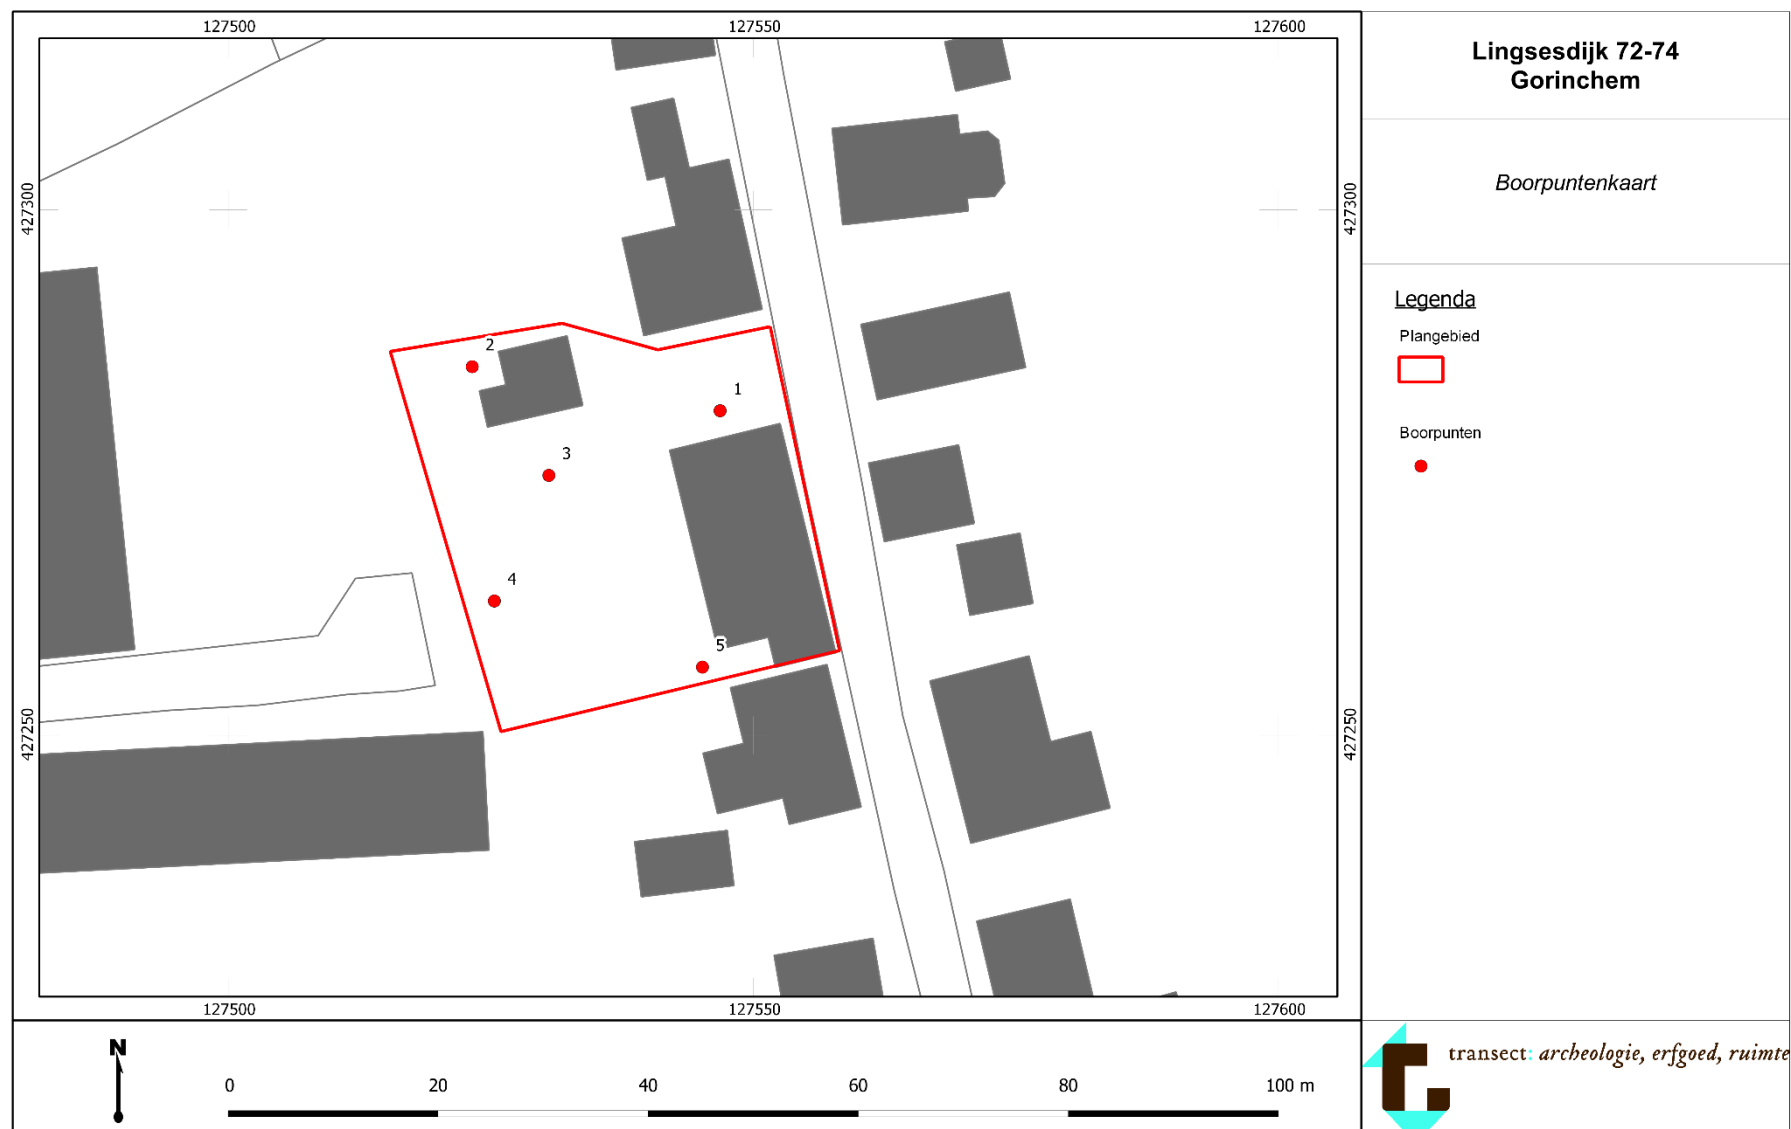 127500 127550 127600
Lingsesdijk 72-74
Gorinchem
Boorpuntenkaart
427300 427300
Legenda
Plangebied
Boorpunten
2
1
3
4
5
427250 427250
127500 127550 127600
N
0 20 40 60 80 100 m
transect: archeologie, erfgoed, ruimte